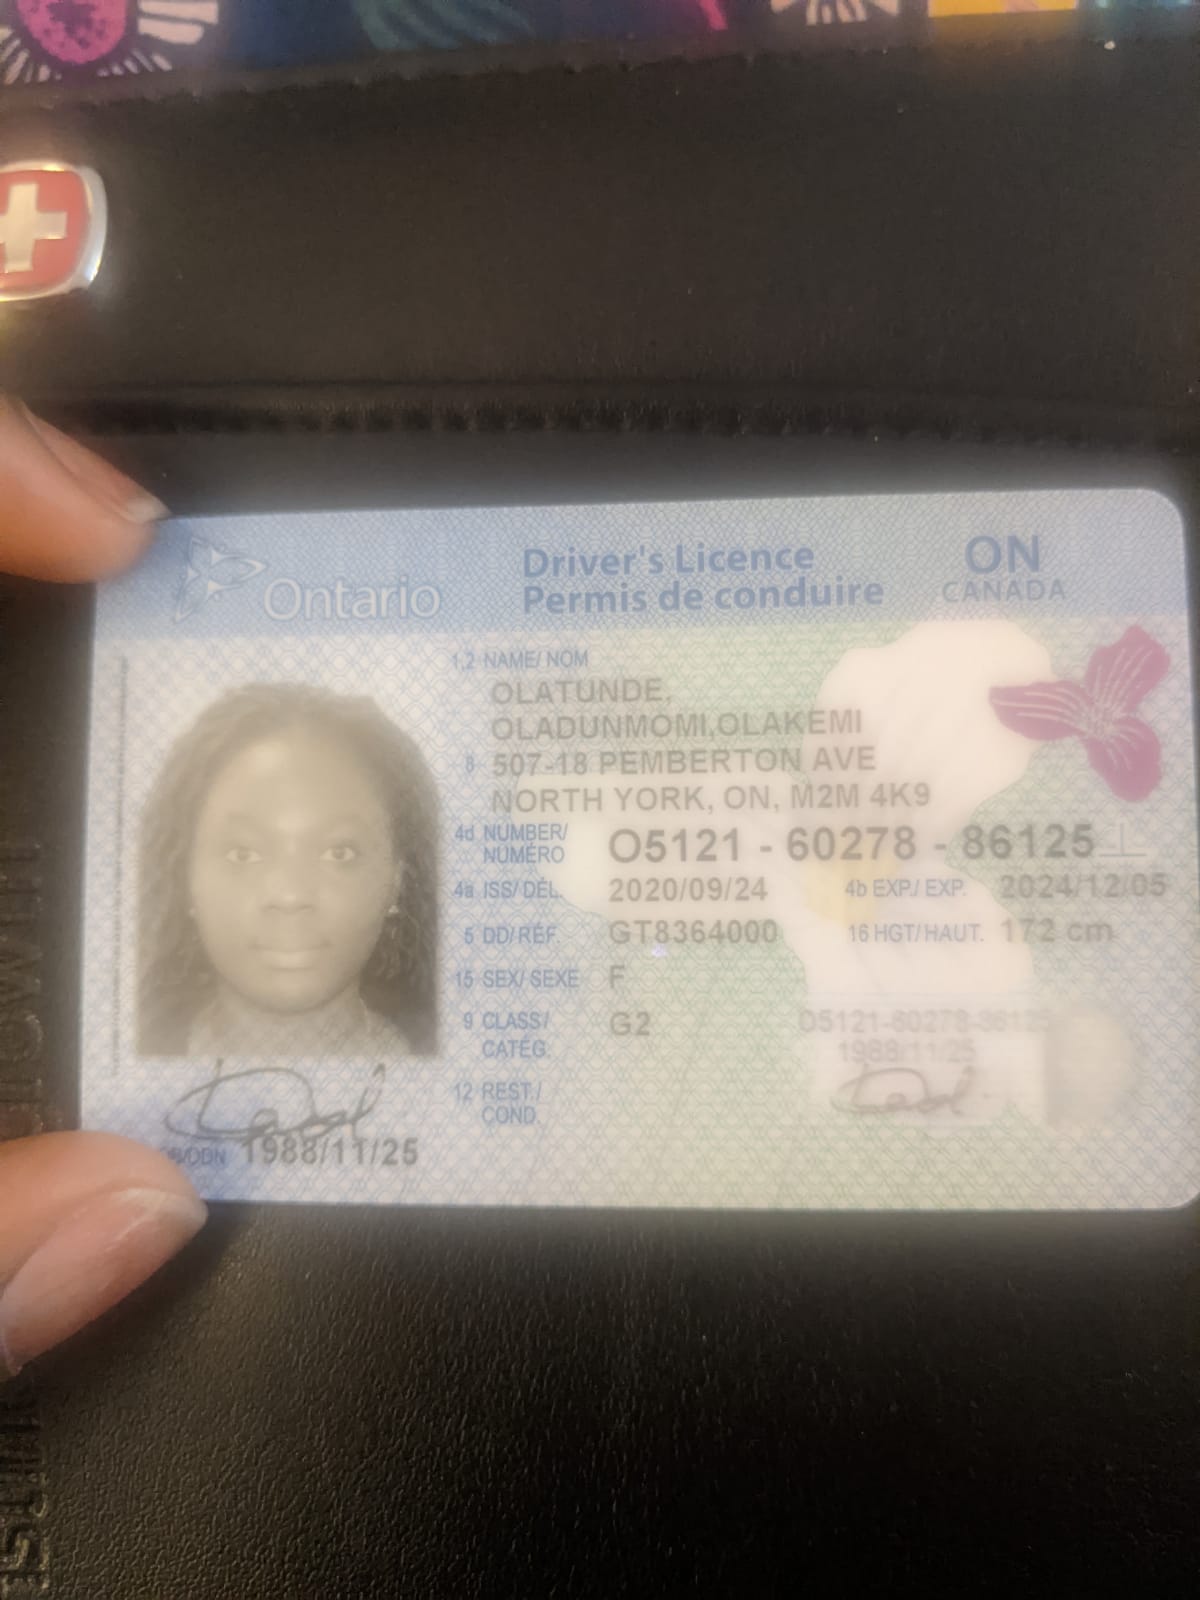 Ontario
Driver's Licence
Permis de conduire
ON
CANADA
1,2 NAME/ NOM
OLATUNDE,
OLADUNMOMI,OLAKEMI
8 507-18 PEMBERTON AVE
NORTH YORK, ON, M2M 4K9
4d NUMBER/
NUMÉRO
O5121 - 60278 - 86125
4a ISS/ DÉL. 2020/09/24 4b EXP./ EXP. 2024/12/05
5 DD/RÉF. GT8364000 16 HGT/HAUT. 172 cm
15 SEX/ SEXE F
9 CLASS/
CATÉG.
G2
O5121-60278-86125
1988/11/25
12 REST./
COND.
DOB/DDN 1988/11/25